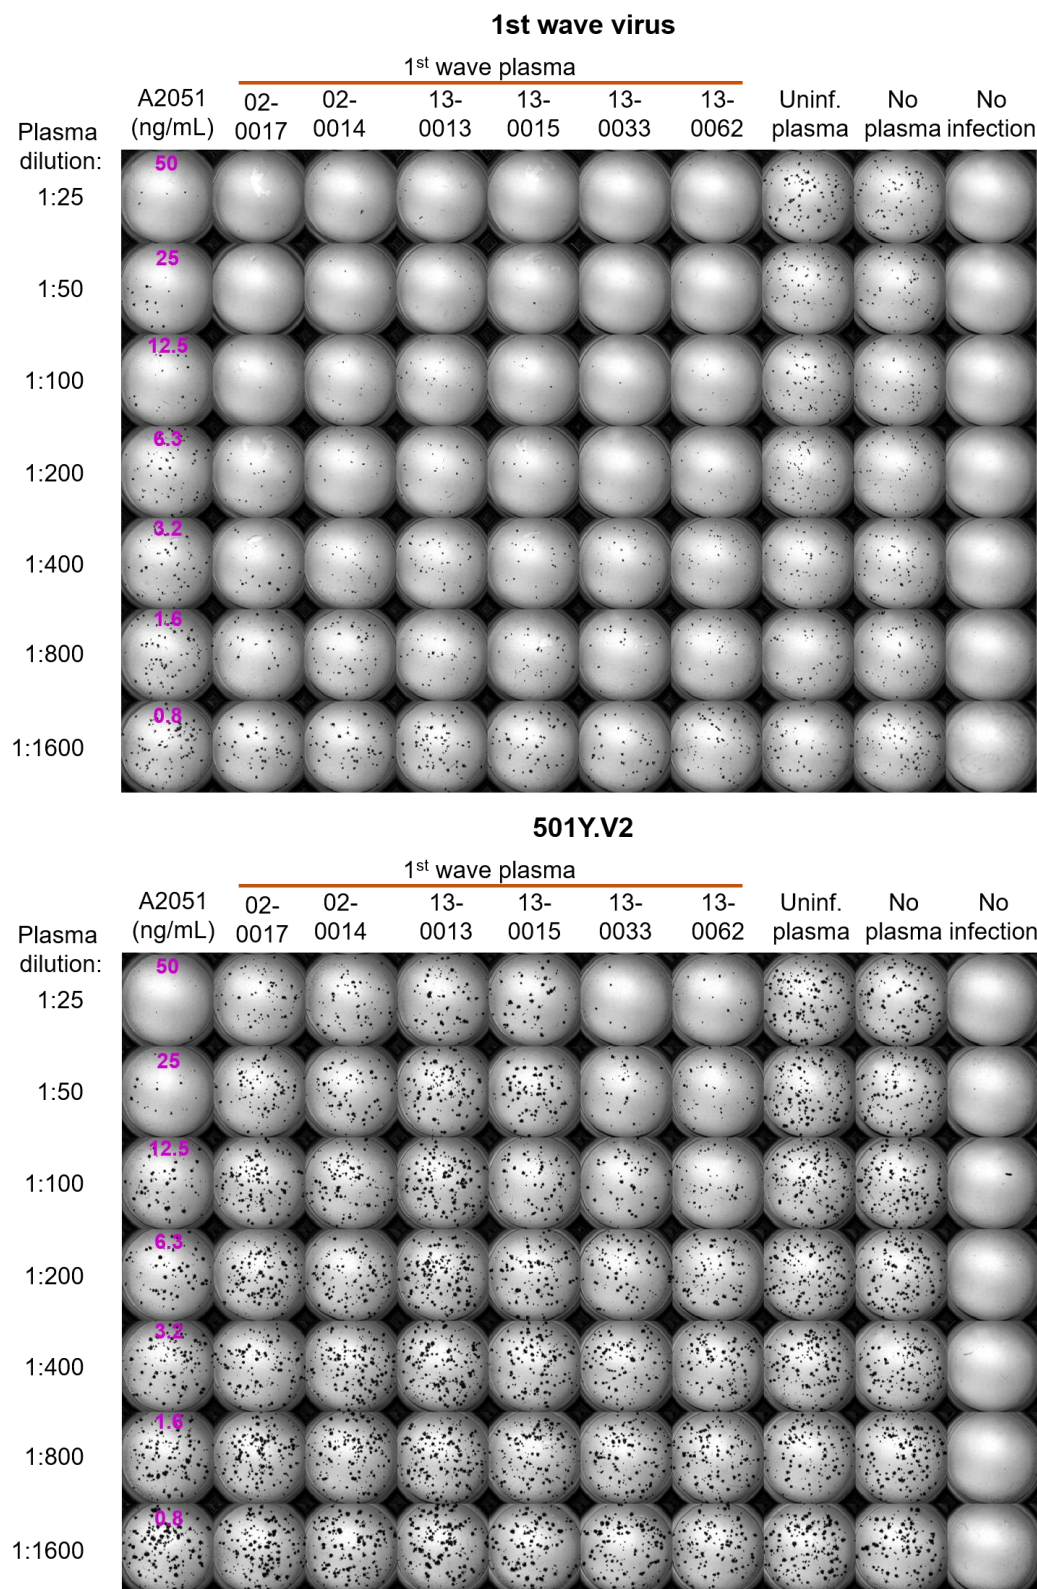 1st wave virus
1st wave plasma
A2051 02- 02- 13- 13- 13- 13- Uninf. No No
(ng/mL) 0017 0014 0013 0015 0033 0062 plasma plasma infection
Plasma
dilution:
50
1:25
25
1:50
12.5
1:100
6.3
1:200
3.2
1:400
1.6
1:800
0.8
1:1600
501Y.V2
1st wave plasma
A2051 02- 02- 13- 13- 13- 13- Uninf. No No
(ng/mL) 0017 0014 0013 0015 0033 0062 plasma plasma infection
Plasma
dilution:
50
1:25
25
1:50
12.5
1:100
6.3
1:200
3.2
1:400
1.6
1:800
0.8
1:1600